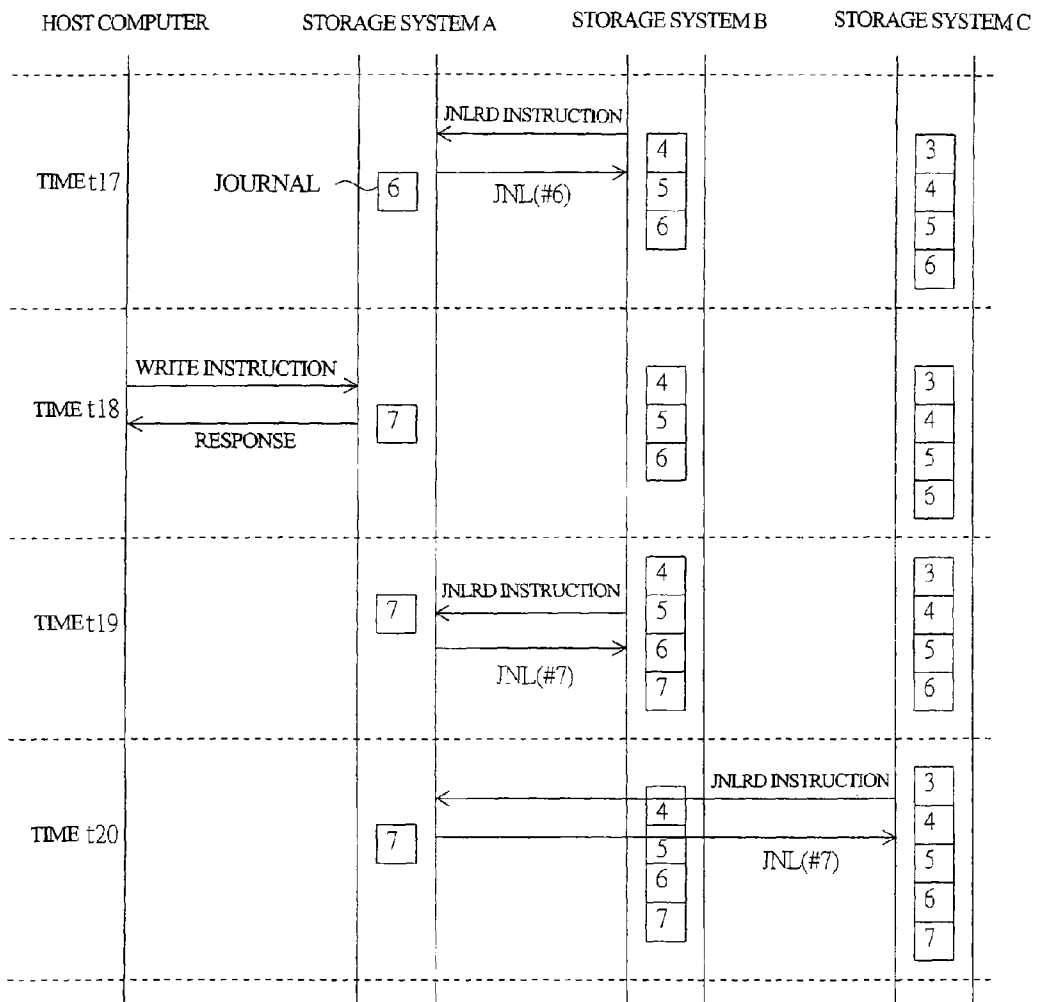 HOST COMPUTER STORAGE SYSTEM A STORAGE SYSTEM B STORAGE SYSTEM C
JNLRD INSTRUCTION
TIME t17
JOURNAL
6
JNL(#6)
4
5
6
3
4
5
6
WRITE INSTRUCTION
TIME t18
RESPONSE
7
4
5
6
3
4
5
6
JNLRD INSTRUCTION
TIME t19
7
JNL(#7)
4
5
6
7
3
4
5
6
JNLRD INSTRUCTION
TIME t20
7
JNL(#7)
4
5
6
7
3
4
5
6
7